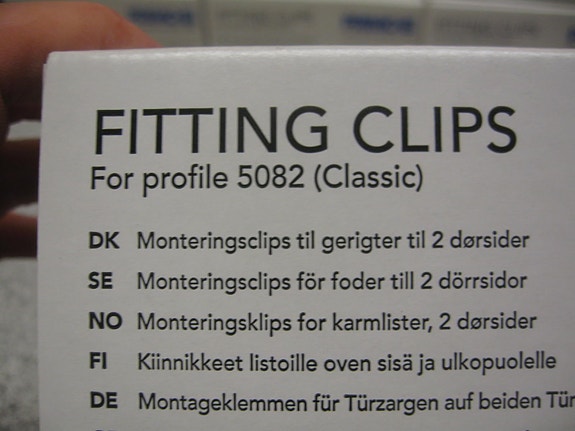 FITTING CLIPS
For profile 5082 (Classic)
DK Monteringsclips til gerigter til 2 dørsider
SE Monteringsclips för foder till 2 dörrsidor
NO Monteringsklips for karmlister, 2 dørsider
FI Kiinnikkeet listoille oven sisä ja ulkopuolelle
DE Montageklemmen für Türzargen auf beiden